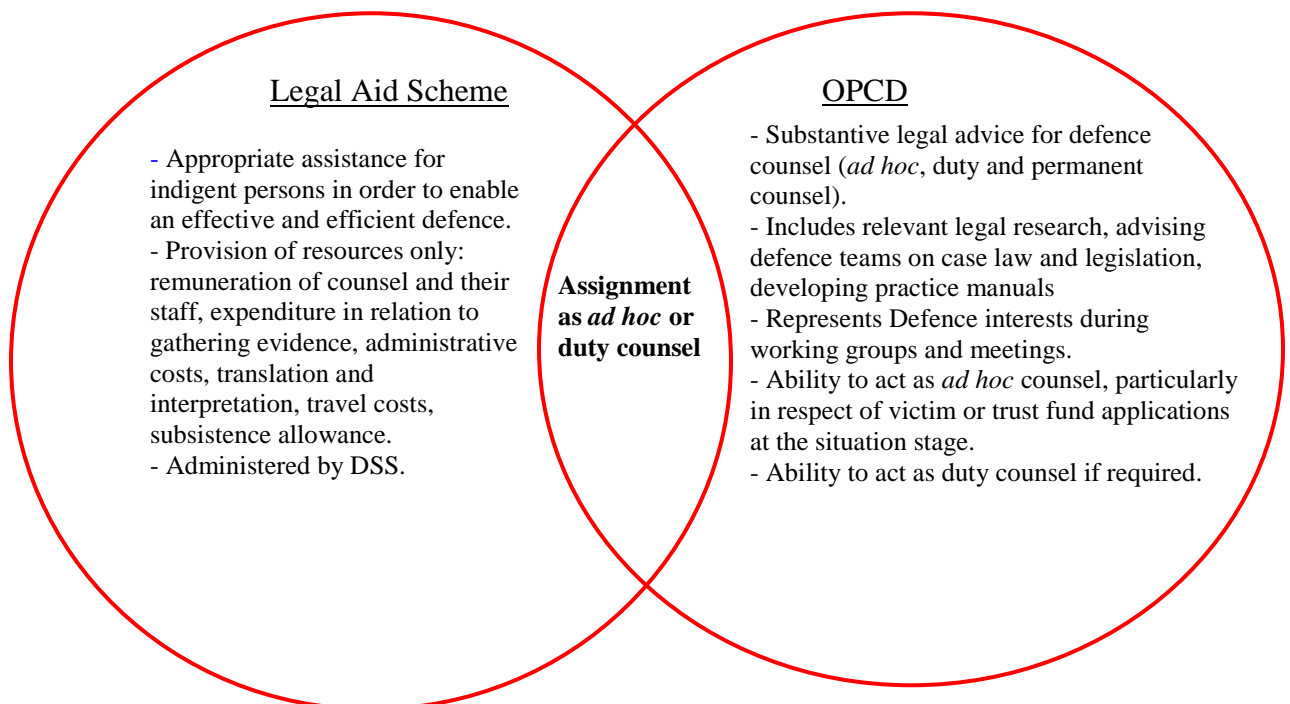 Legal Aid Scheme
- Appropriate assistance for
indigent persons in order to enable
an effective and efficient defence.
- Provision of resources only:
remuneration of counsel and their
staff, expenditure in relation to
gathering evidence, administrative
costs, translation and
interpretation, travel costs,
subsistence allowance.
- Administered by DSS.
Assignment
as ad hoc or
duty counsel
OPCD
- Substantive legal advice for defence
counsel (ad hoc, duty and permanent
counsel).
- Includes relevant legal research, advising
defence teams on case law and legislation,
developing practice manuals
- Represents Defence interests during
working groups and meetings.
- Ability to act as ad hoc counsel, particularly
in respect of victim or trust fund applications
at the situation stage.
- Ability to act as duty counsel if required.